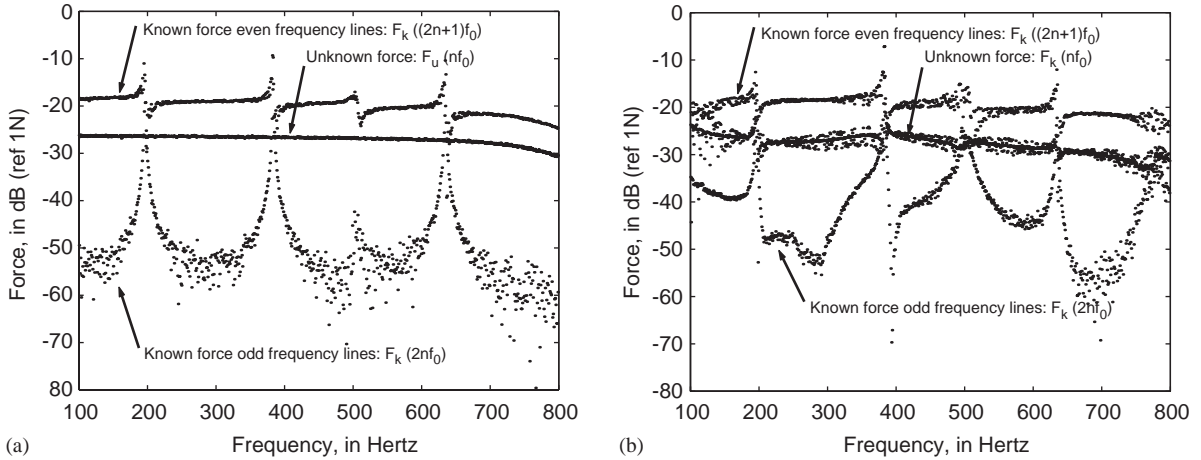 0
-10
-20
-30
-40
-50
-60
-70
80
Force, in dB (ref 1N)
Known force even frequency lines: F_k ((2n+1)f_0)
Unknown force: F_u (nf_0)
Known force odd frequency lines: F_k (2nf_0)
100 200 300 400 500 600 700 800
(a) Frequency, in Hertz
0
-10
-20
-30
-40
-50
-60
-70
-80
Force, in dB (ref 1N)
Known force even frequency lines: F_k ((2n+1)f_0)
Unknown force: F_k (nf_0)
Known force odd frequency lines: F_k (2nf_0)
100 200 300 400 500 600 700 800
(b) Frequency, in Hertz